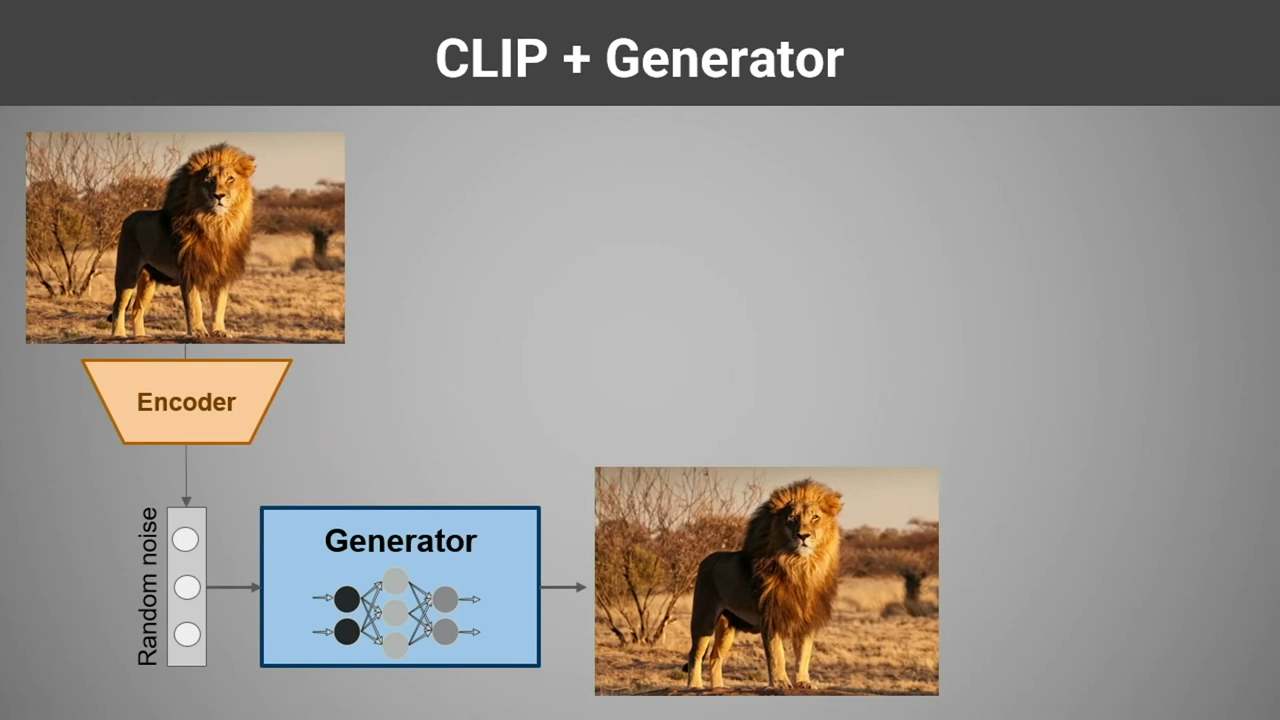 CLIP + Generator
Encoder
Random noise
Generator